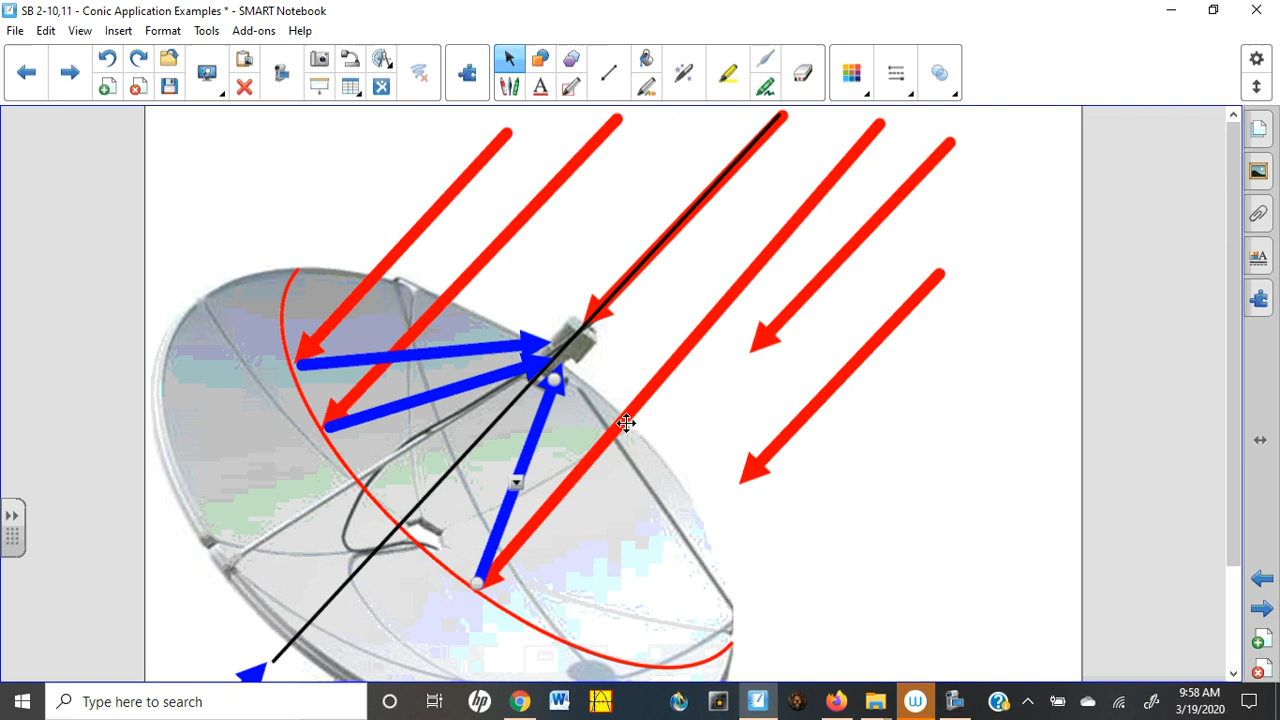 SB 2-10,11 - Conic Application Examples * - SMART Notebook
File Edit View Insert Format Tools Add-ons Help
Type here to search
hp
W
W
9:58 AM
3/19/2020